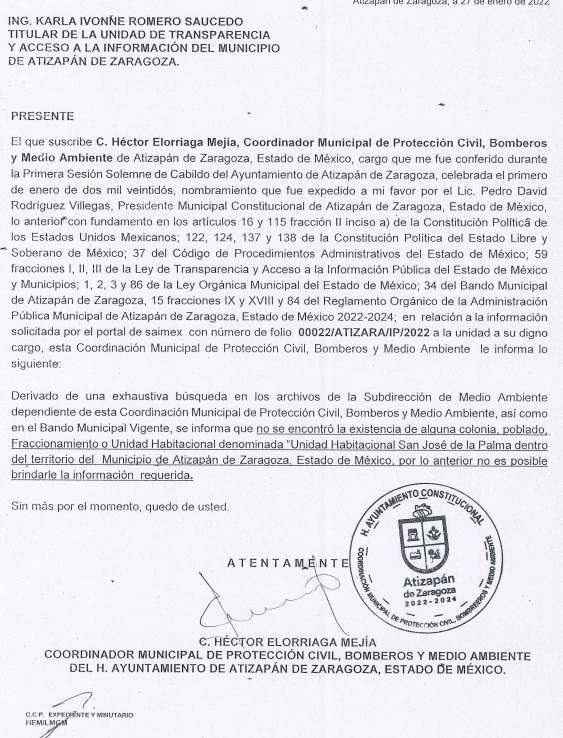 Atizapán de Zaragoza, a 27 de enero de 2022
ING. KARLA IVONÑE ROMERO SAUCEDO
TITULAR DE LA UNIDAD DE TRANSPARENCIA
Y ACCESO A LA INFORMACIÓN DEL MUNICIPIO
DE ATIZAPÁN DE ZARAGOZA.
PRESENTE
El que suscribe C. Héctor Elorriaga Mejía, Coordinador Municipal de Protección Civil, Bomberos
y Medio Ambiente de Atizapán de Zaragoza, Estado de México, cargo que me fue conferido durante
la Primera Sesión Solemne de Cabildo del Ayuntamiento de Atizapán de Zaragoza, celebrada el primero
de enero de dos mil veintidós, nombramiento que fue expedido a mi favor por el Lic. Pedro David
Rodríguez Villegas, Presidente Municipal Constitucional de Atizapán de Zaragoza, Estado de México,
lo anterior con fundamento en los artículos 16 y 115 fracción II inciso a) de la Constitución Política de
los Estados Unidos Mexicanos; 122, 124, 137 y 138 de la Constitución Política del Estado Libre y
Soberano de México; 37 del Código de Procedimientos Administrativos del Estado de México; 59
fracciones I, II, III de la Ley de Transparencia y Acceso a la Información Pública del Estado de México
y Municipios; 1, 2, 3 y 86 de la Ley Orgánica Municipal del Estado de México; 34 del Bando Municipal
de Atizapán de Zaragoza, 15 fracciones IX y XVIII y 84 del Reglamento Orgánico de la Administración
Pública Municipal de Atizapán de Zaragoza, Estado de México 2022-2024; en relación a la información
solicitada por el portal de saimex con número de folio 00022/ATIZARA/IP/2022 a la unidad a su digno
cargo, esta Coordinación Municipal de Protección Civil, Bomberos y Medio Ambiente le informa lo
siguiente:
Derivado de una exhaustiva búsqueda en los archivos de la Subdirección de Medio Ambiente
dependiente de esta Coordinación Municipal de Protección Civil, Bomberos y Medio Ambiente, así como
en el Bando Municipal Vigente, se informa que no se encontró la existencia de alguna colonia, poblado,
Fraccionamiento o Unidad Habitacional denominada "Unidad Habitacional San José de la Palma dentro
del territorio del Municipio de Atizapán de Zaragoza, Estado de México, por lo anterior no es posible
brindarle la información requerida.
Sin más por el momento, quedo de usted.
H. AYUNTAMIENTO CONSTITUCIONAL
Atizapán
de Zaragoza
2022-2024
COORDINACIÓN MUNICIPAL DE PROTECCIÓN CIVIL, BOMBEROS Y MEDIO AMBIENTE
ATENTAMENTE
C. HÉCTOR ELORRIAGA MEJÍA
COORDINADOR MUNICIPAL DE PROTECCIÓN CIVIL, BOMBEROS Y MEDIO AMBIENTE
DEL H. AYUNTAMIENTO DE ATIZAPÁN DE ZARAGOZA, ESTADO DE MÉXICO.
C.C.P. EXPEDIENTE Y MINUTARIO
HEM/LMGM